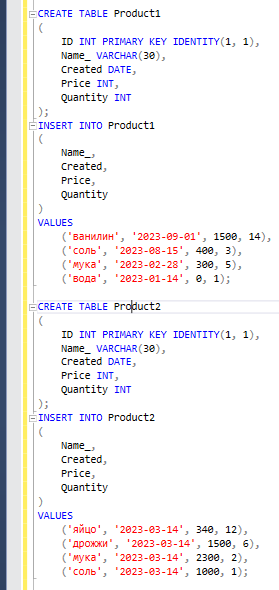 CREATE TABLE Product1
(
ID INT PRIMARY KEY IDENTITY(1, 1),
Name_ VARCHAR(30),
Created DATE,
Price INT,
Quantity INT
);
INSERT INTO Product1
(
Name_,
Created,
Price,
Quantity
)
VALUES
('ванилин', '2023-09-01', 1500, 14),
('соль', '2023-08-15', 400, 3),
('мука', '2023-02-28', 300, 5),
('вода', '2023-01-14', 0, 1);
CREATE TABLE Product2
(
ID INT PRIMARY KEY IDENTITY(1, 1),
Name_ VARCHAR(30),
Created DATE,
Price INT,
Quantity INT
);
INSERT INTO Product2
(
Name_,
Created,
Price,
Quantity
)
VALUES
('яйцо', '2023-03-14', 340, 12),
('дрожжи', '2023-03-14', 1500, 6),
('мука', '2023-03-14', 2300, 2),
('соль', '2023-03-14', 1000, 1);